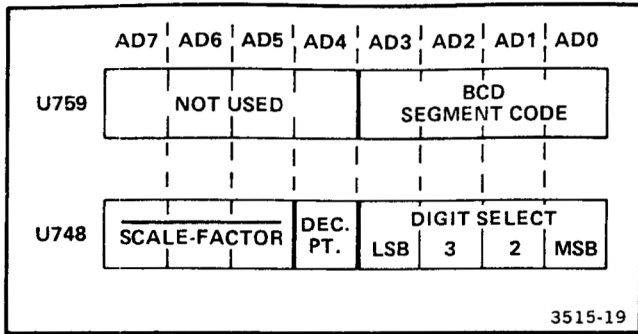 AD7 AD6 AD5 AD4 AD3 AD2 AD1 AD0
U759
NOT USED
BCD
SEGMENT CODE
U748
SCALE-FACTOR
DEC.
PT.
DIGIT SELECT
LSB 3 2 MSB
3515-19